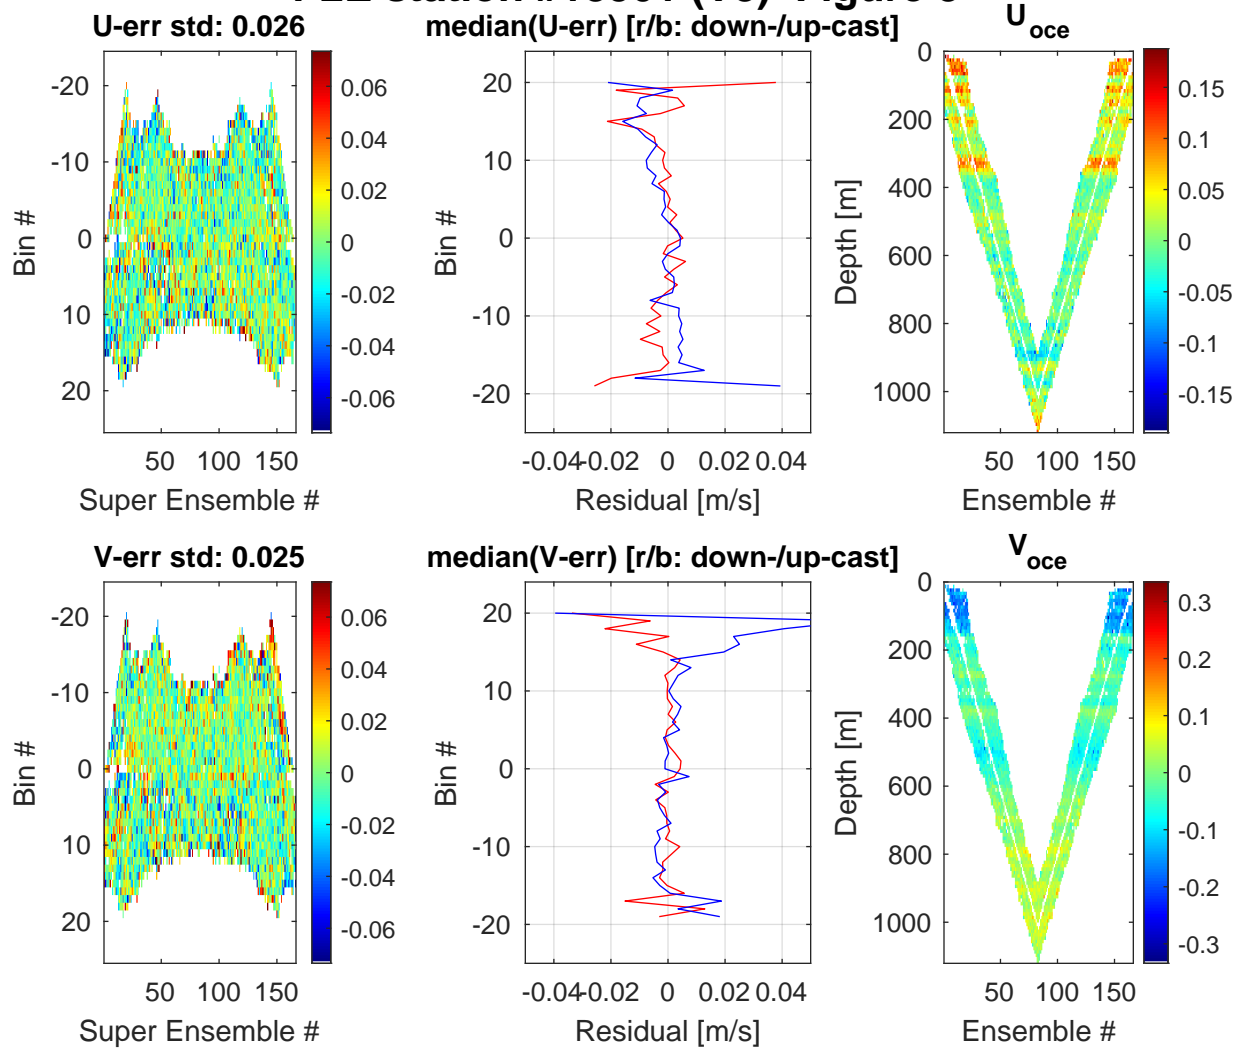 U-err std: 0.026
median(U-err) [r/b: down-/up-cast]
U oce
-20
-10
0
10
20
Bin #
50 100 150
Super Ensemble #
0.06
0.04
0.02
0
-0.02
-0.04
-0.06
20
10
0
-10
-20
Bin #
-0.04 -0.02 0 0.02 0.04
Residual [m/s]
0
200
400
600
800
1000
Depth [m]
50 100 150
Ensemble #
0.15
0.1
0.05
0
-0.05
-0.1
-0.15
V-err std: 0.025
median(V-err) [r/b: down-/up-cast]
V oce
-20
-10
0
10
20
Bin #
50 100 150
Super Ensemble #
0.06
0.04
0.02
0
-0.02
-0.04
-0.06
20
10
0
-10
-20
Bin #
-0.04 -0.02 0 0.02 0.04
Residual [m/s]
0
200
400
600
800
1000
Depth [m]
50 100 150
Ensemble #
0.3
0.2
0.1
0
-0.1
-0.2
-0.3